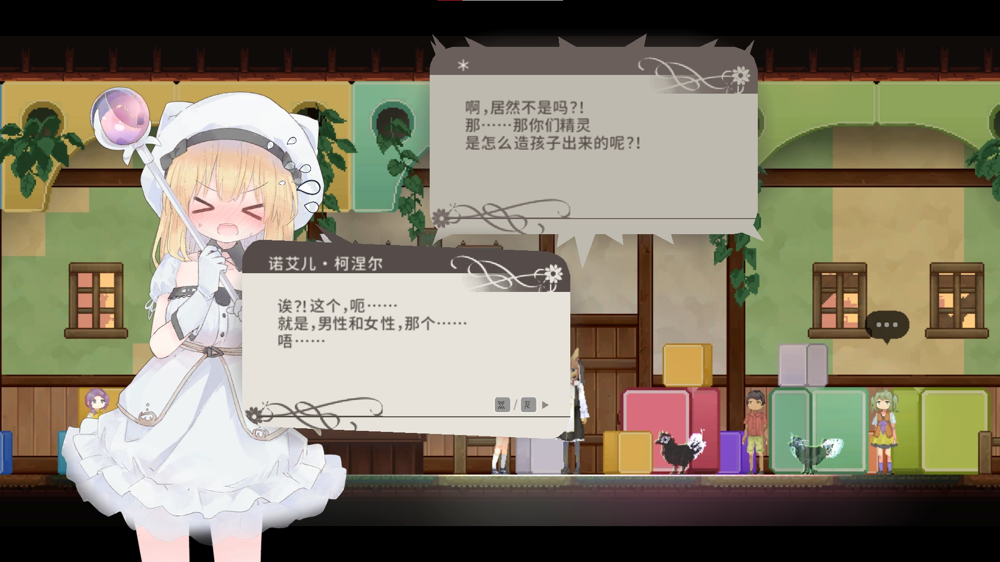 *
啊,居然不是吗?!
那……那你们精灵
是怎么造孩子出来的呢?!
诺艾儿・柯涅尔
诶?!这个,呃……
就是,男性和女性,那个……
唔……
X / Z ▶